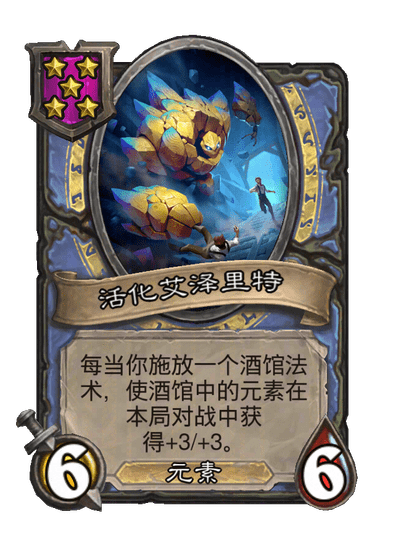 活化艾泽里特
每当你施放一个酒馆法
术，使酒馆中的元素在
本局对战中获
得+3/+3。
6
元素
6